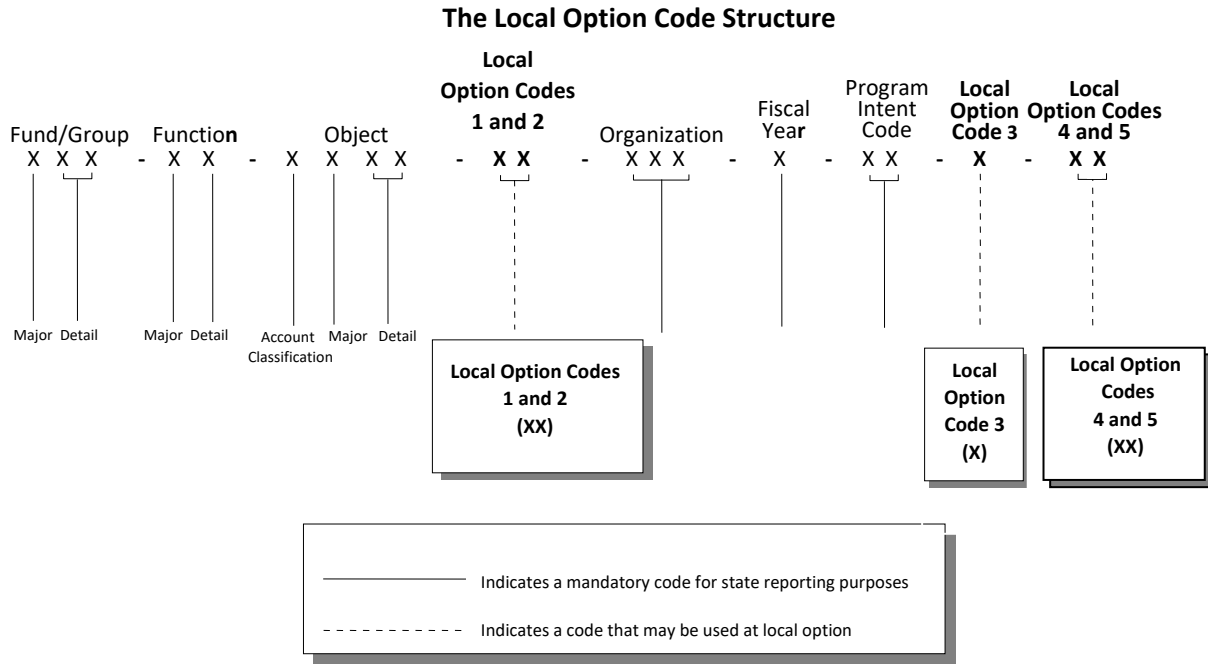 The Local Option Code Structure
Local
Option Codes
1 and 2
Fund/Group
Function
Object
Organization
Fiscal
Year
Program
Intent
Code
Local
Option
Code 3
Local
Option Codes
4 and 5
X X X - X X - X X X X - X X - X X X - X - X X - X - X X
Major Detail
Major Detail
Account
Classification
Major Detail
Local Option Codes
1 and 2
(XX)
Local
Option
Code 3
(X)
Local Option
Codes
4 and 5
(XX)
Indicates a mandatory code for state reporting purposes
Indicates a code that may be used at local option